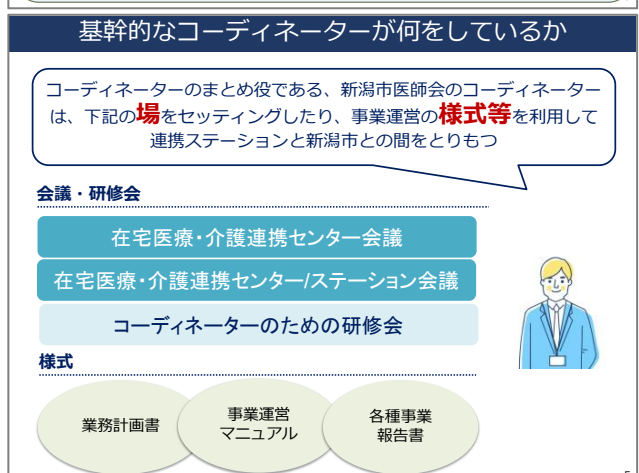 基幹的なコーディネーターが何をしているか
コーディネーターのまとめ役である、新潟市医師会のコーディネーター
は、下記の場をセッティングしたり、事業運営の様式等を利用して
連携ステーションと新潟市との間をとりもつ
会議・研修会
在宅医療・介護連携センター会議
在宅医療・介護連携センター/ステーション会議
コーディネーターのための研修会
様式
業務計画書
事業運営
マニュアル
各種事業
報告書